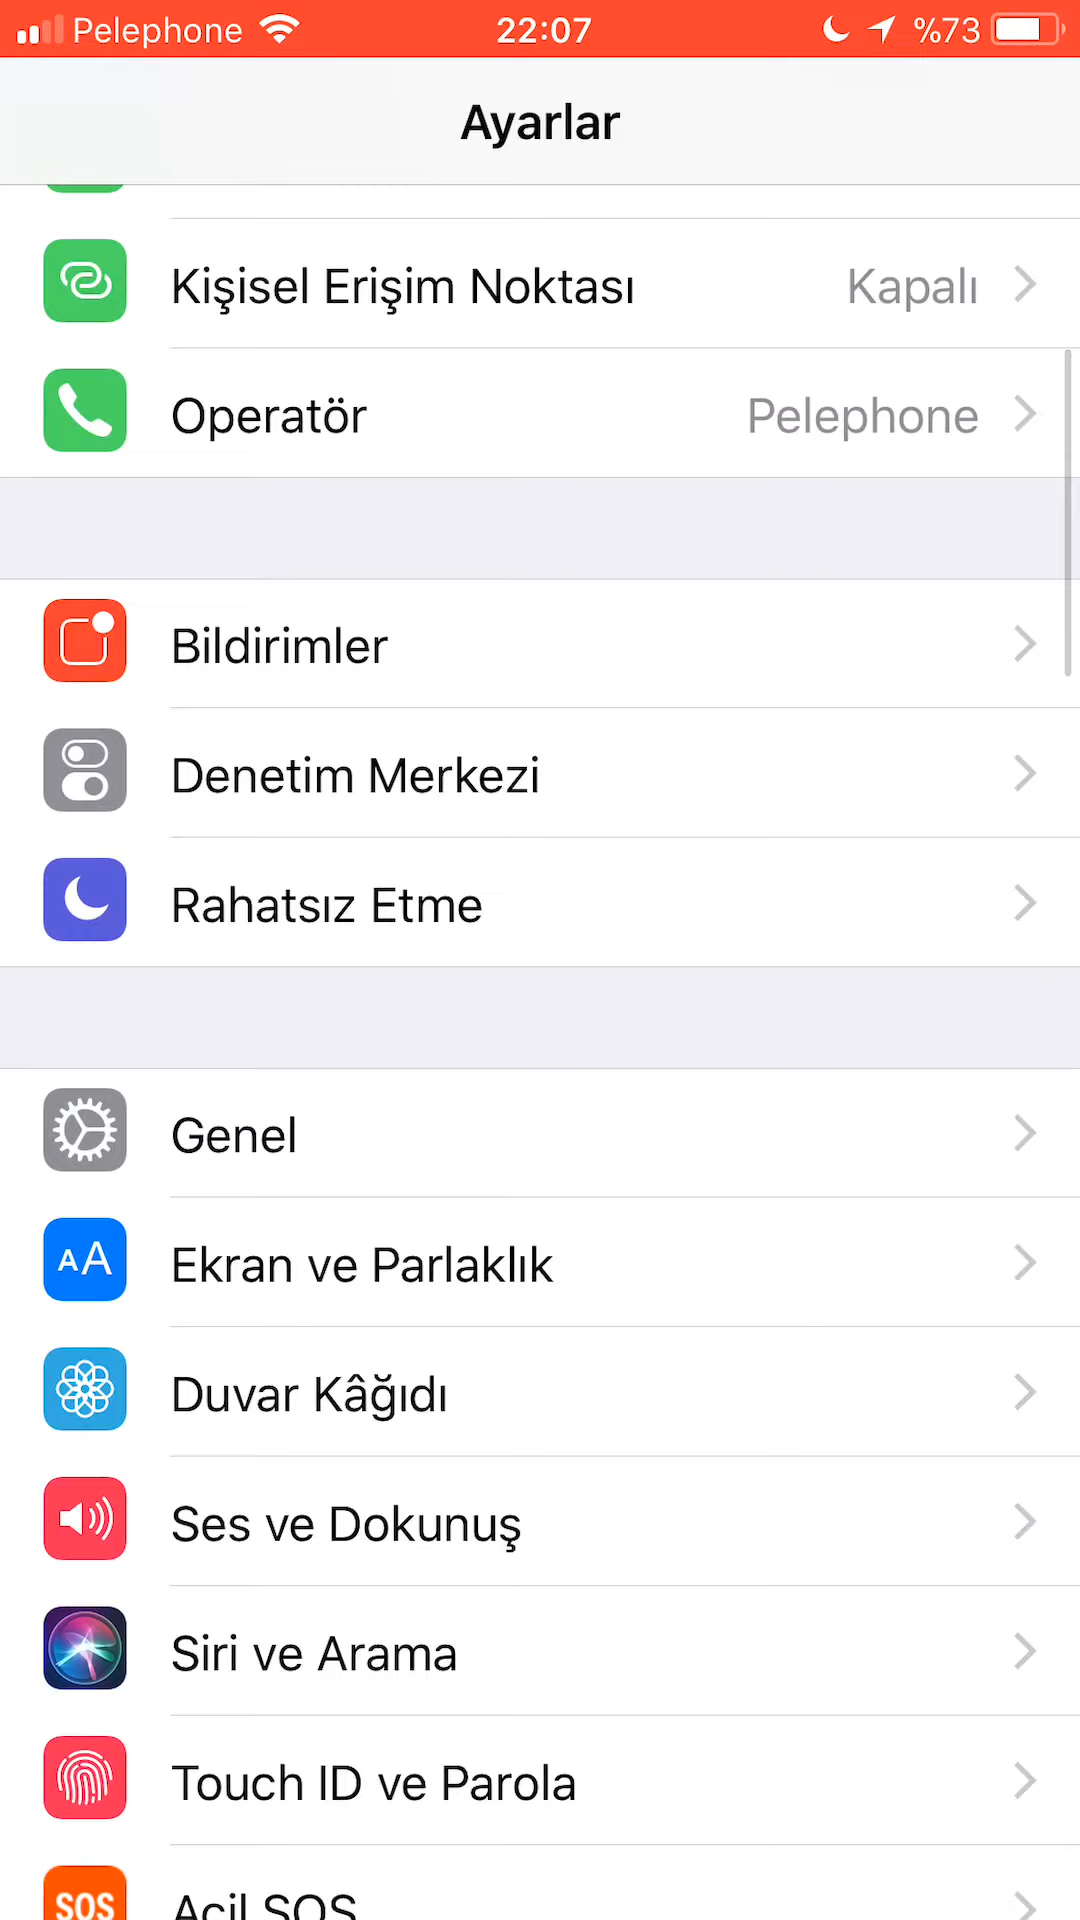 Pelephone 22:07 %73
Ayarlar
Kişisel Erişim Noktası Kapalı
Operatör Pelephone
Bildirimler
Denetim Merkezi
Rahatsız Etme
Genel
AA Ekran ve Parlaklık
Duvar Kâğıdı
Ses ve Dokunuş
Siri ve Arama
Touch ID ve Parola
SOS Acil SOS